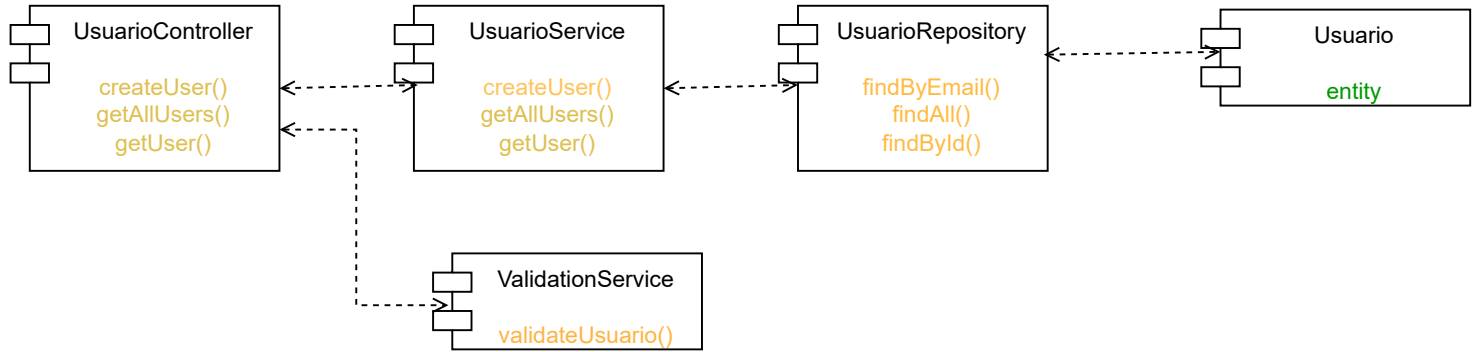 UsuarioController
createUser()
getAllUsers()
getUser()
UsuarioService
createUser()
getAllUsers()
getUser()
UsuarioRepository
findByEmail()
findAll()
findById()
Usuario
entity
ValidationService
validateUsuario()